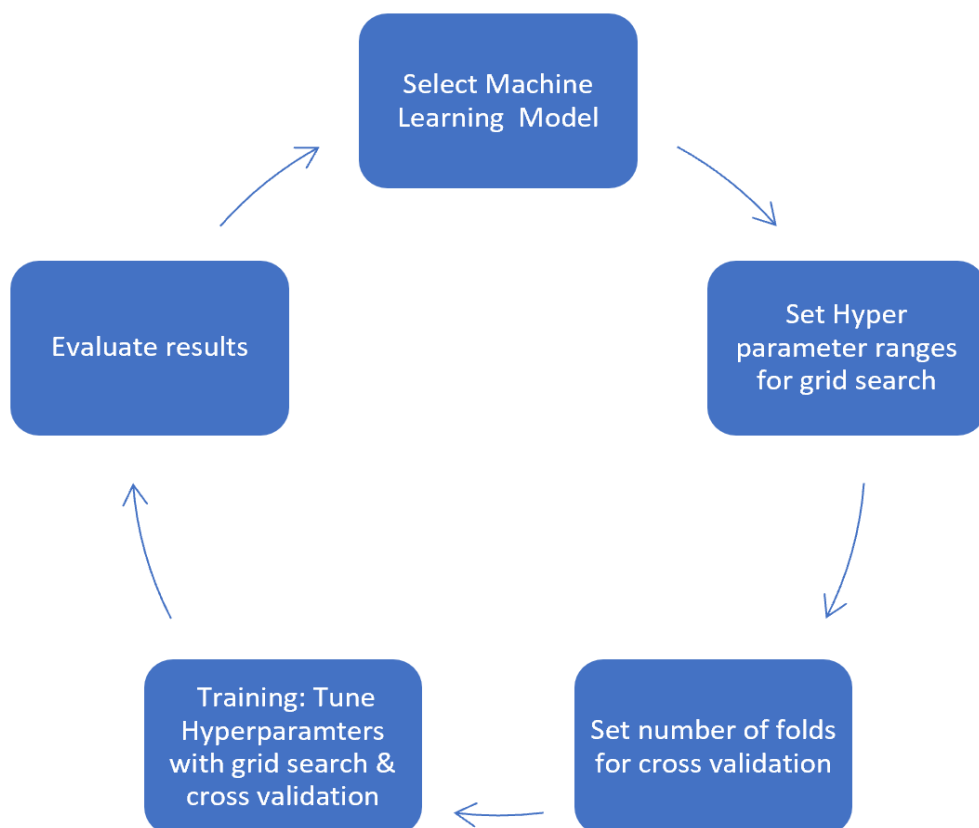 Select Machine
Learning  Model
Set Hyper
parameter ranges
for grid search
Set number of folds
for cross validation
Training: Tune
Hyperparamters
with grid search &
cross validation
Evaluate results